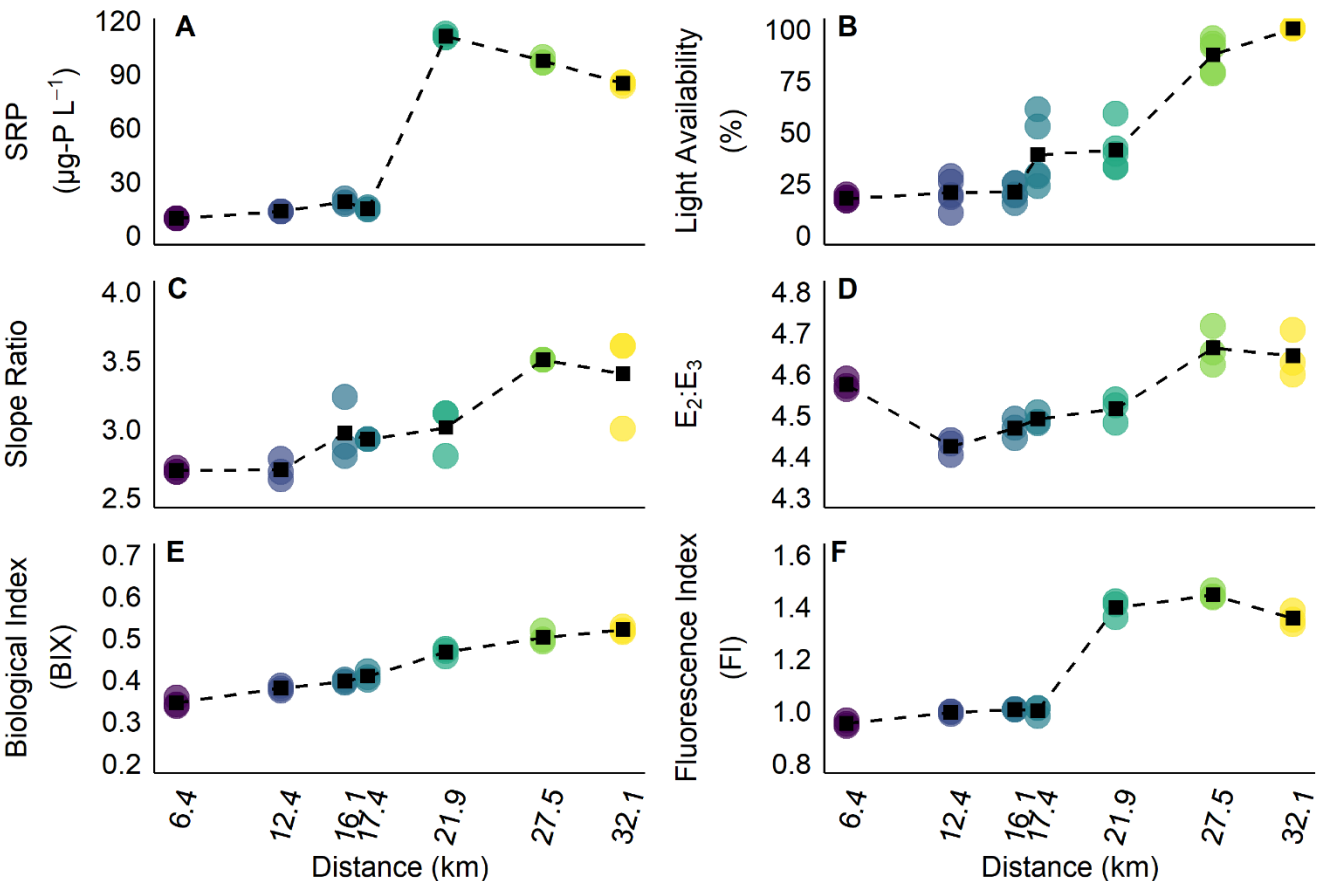 A
SRP
(µg-P L⁻¹)
120
90
60
30
0
B
Light Availability
(%)
100
75
50
25
0
C
Slope Ratio
4.0
3.5
3.0
2.5
D
E₂:E₃
4.8
4.7
4.6
4.5
4.4
4.3
E
Biological Index
(BIX)
0.7
0.6
0.5
0.4
0.3
0.2
6.4
12.4
16.1
17.4
21.9
27.5
32.1
Distance (km)
F
Fluorescence Index
(FI)
1.6
1.4
1.2
1.0
0.8
6.4
12.4
16.1
17.4
21.9
27.5
32.1
Distance (km)